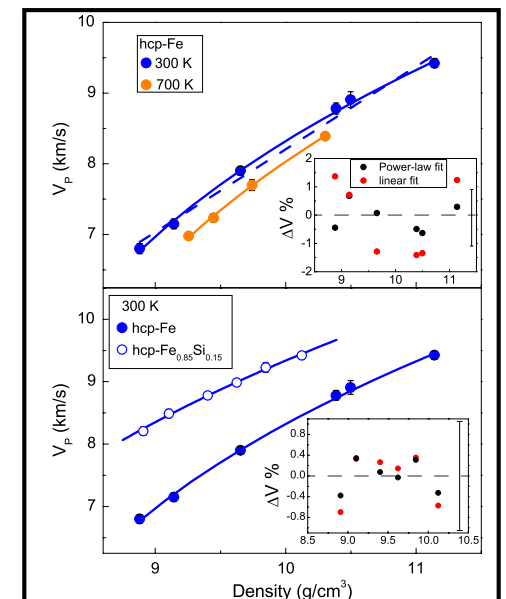 10
hcp-Fe
300 K
700 K
9
V_P (km/s)
8
7
Power-law fit
linear fit
2
1
0
-1
-2
ΔV %
9 10 11
300 K
hcp-Fe
hcp-Fe_0.85Si_0.15
10
9
8
7
V_P (km/s)
0.8
0.4
0.0
-0.4
-0.8
ΔV %
8.5 9.0 9.5 10.0 10.5
9 10 11
Density (g/cm³)